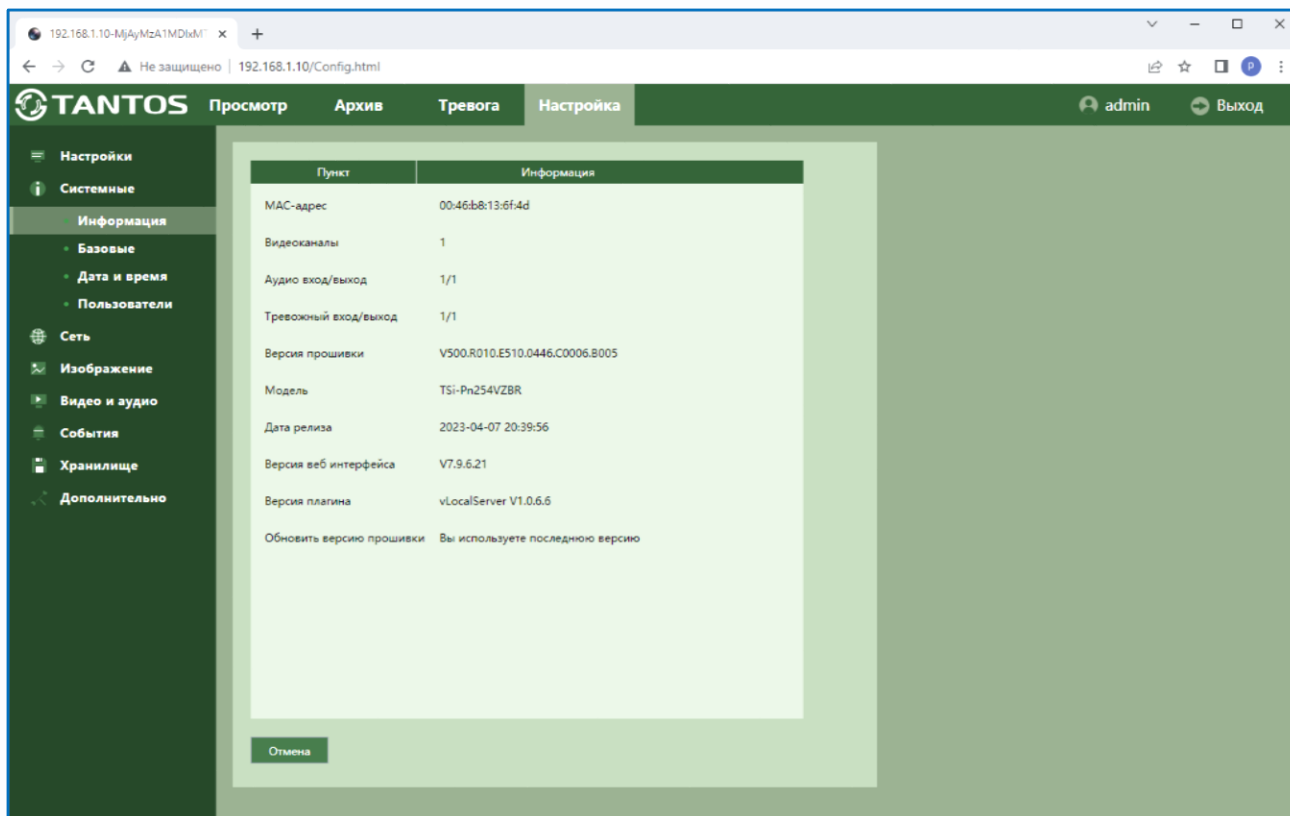 192.168.1.10-MjAyMzA1MDIxMT
Не защищено 192.168.1.10/Config.html
P
TANTOS Просмотр Архив Тревога Настройка admin Выход
Настройки
Системные
Информация
Базовые
Дата и время
Пользователи
Сеть
Изображение
Видео и аудио
События
Хранилище
Дополнительно
Пункт Информация
MAC-адрес 00:46:b8:13:6f:4d
Видеоканалы 1
Аудио вход/выход 1/1
Тревожный вход/выход 1/1
Версия прошивки V500.R010.E510.0446.C0006.B005
Модель TSi-Pn254VZBR
Дата релиза 2023-04-07 20:39:56
Версия веб интерфейса V7.9.6.21
Версия плагина vLocalServer V1.0.6.6
Обновить версию прошивки Вы используете последнюю версию
Отмена